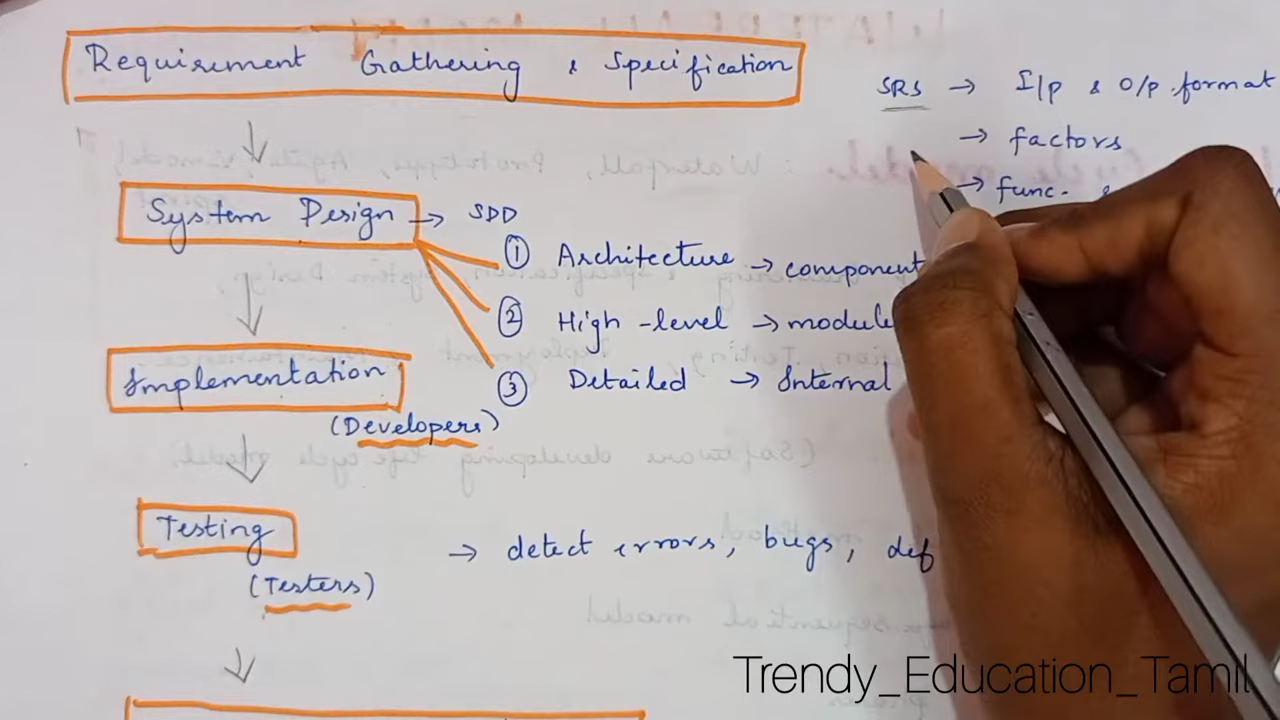 Requirement Gathering & Specification
SRS → I/p & O/p. format
→ factors
→ func. &
System Design → SDD
① Architecture → component
② High-level → module
③ Detailed → Internal
Implementation
(Developers)
Testing → detect errors, bugs, def
(Testers)
Trendy_Education_Tamil